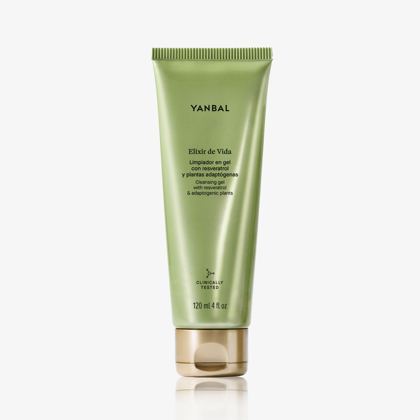 YANBAL
Elixir de Vida
Limpiador en gel
con resveratrol
y plantas adaptógenas
Cleansing gel
with resveratrol
& adaptogenic plants
CLINICALLY
TESTED
120 ml 4 fl oz